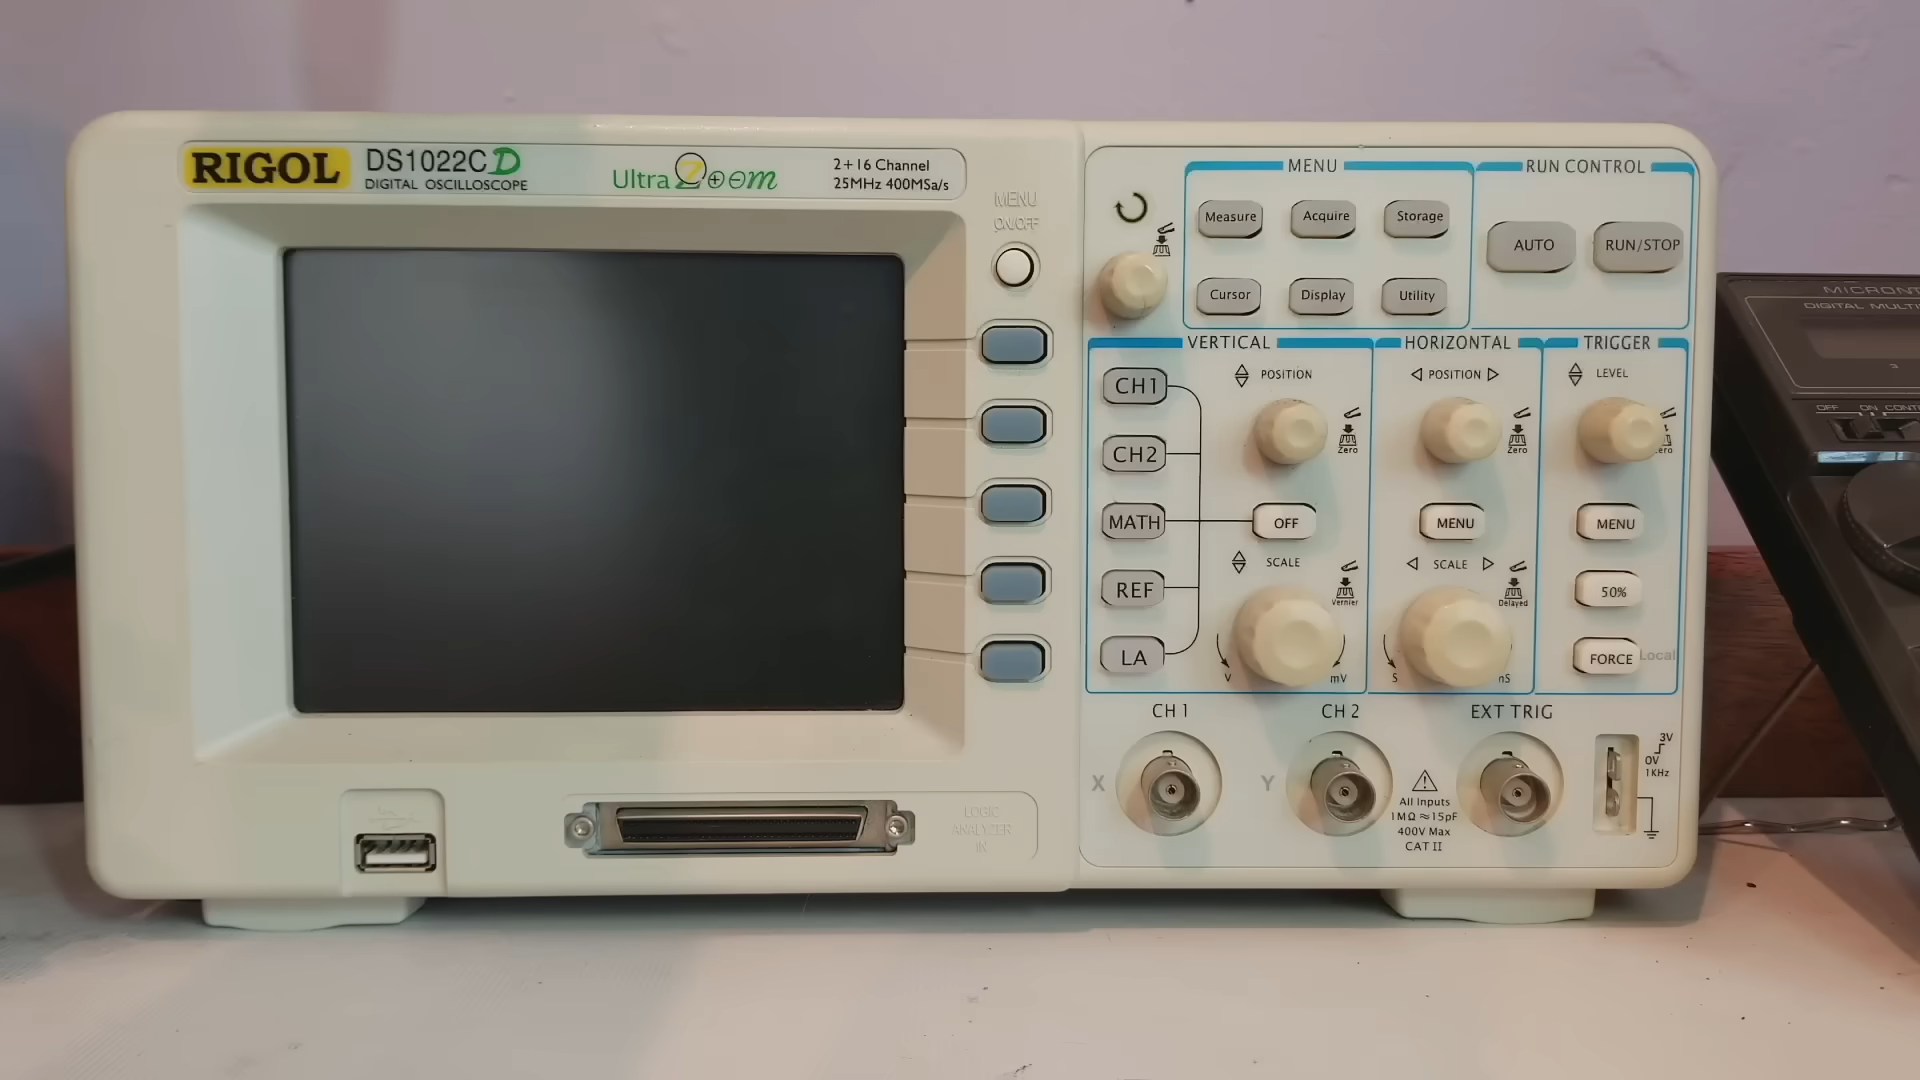 RIGOL
DS1022CD
DIGITAL OSCILLOSCOPE
UltraZoom
2+16 Channel
25MHz 400MSa/s
MENU
ON/OFF
MENU
Measure
Acquire
Storage
Cursor
Display
Utility
RUN CONTROL
AUTO
RUN/STOP
VERTICAL
CH1
CH2
MATH
REF
LA
POSITION
Zero
OFF
SCALE
Vernier
V
mV
HORIZONTAL
POSITION
Zero
MENU
SCALE
Delayed
S
nS
TRIGGER
LEVEL
MENU
50%
FORCE
Local
CH 1
X
CH 2
Y
EXT TRIG
All Inputs
1MΩ ≈15pF
400V Max
CAT II
3V
0V
1KHz
LOGIC
ANALYZER
IN
OFF
ON